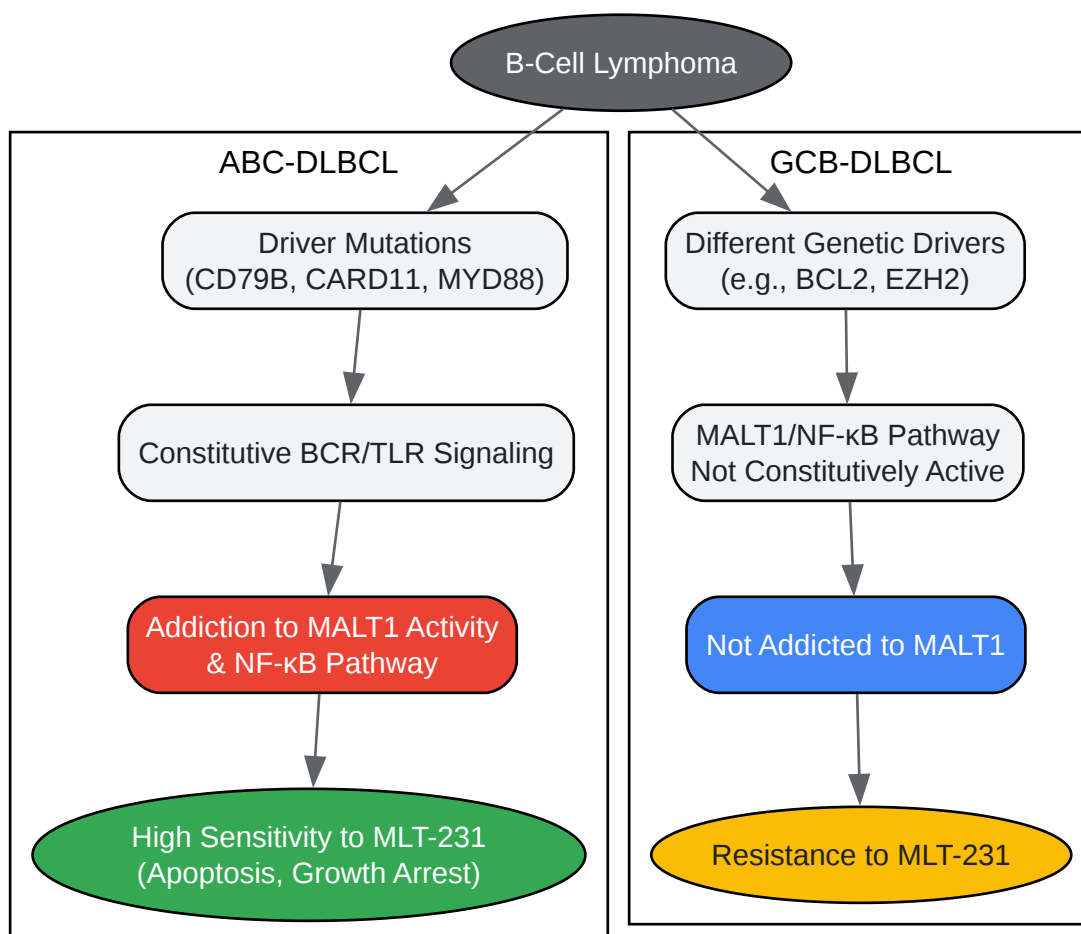 B-Cell Lymphoma
ABC-DLBCL
Driver Mutations
(CD79B, CARD11, MYD88)
Constitutive BCR/TLR Signaling
Addiction to MALT1 Activity
& NF-κB Pathway
High Sensitivity to MLT-231
(Apoptosis, Growth Arrest)
GCB-DLBCL
Different Genetic Drivers
(e.g., BCL2, EZH2)
MALT1/NF-κB Pathway
Not Constitutively Active
Not Addicted to MALT1
Resistance to MLT-231